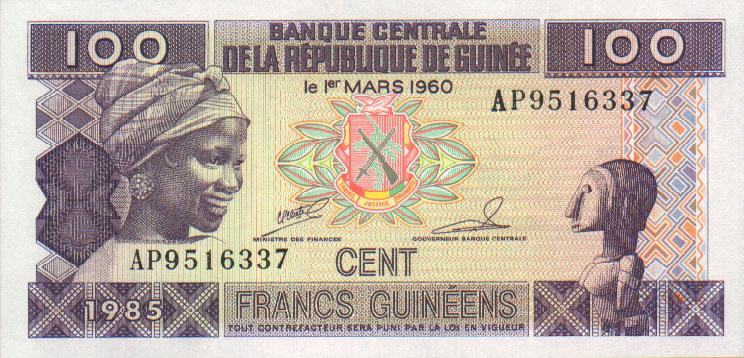 100
BANQUE CENTRALE
DE LA RÉPUBLIQUE DE GUINÉE
100
le 1er MARS 1960
AP9516337
JUSTICE
MINISTRE DES FINANCES
GOUVERNEUR BANQUE CENTRALE
AP9516337
CENT
1985
FRANCS GUINÉENS
TOUT CONTREFACTEUR SERA PUNI PAR LA LOI EN VIGUEUR